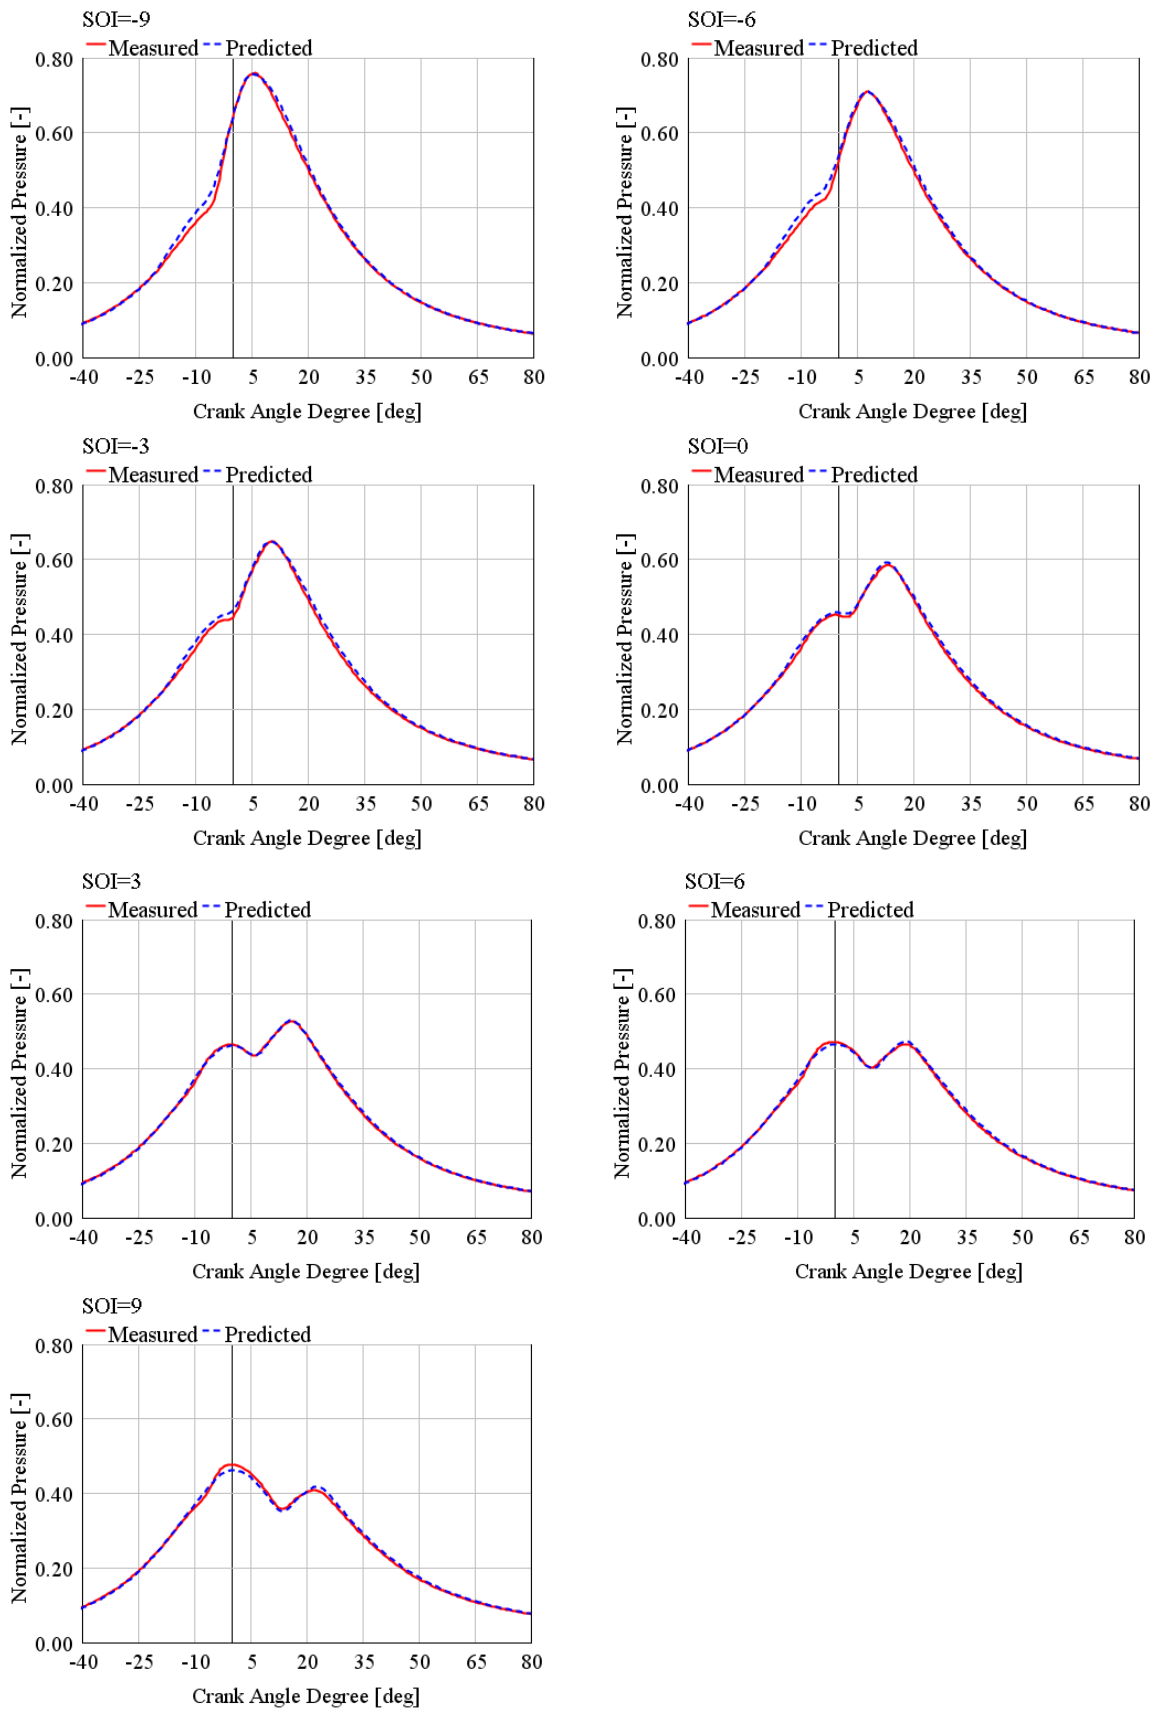 SOI=-9
Measured Predicted
0.80
0.60
0.40
0.20
0.00
Normalized Pressure [-]
-40 -25 -10 5 20 35 50 65 80
Crank Angle Degree [deg]
SOI=-6
Measured Predicted
0.80
0.60
0.40
0.20
0.00
Normalized Pressure [-]
-40 -25 -10 5 20 35 50 65 80
Crank Angle Degree [deg]
SOI=-3
Measured Predicted
0.80
0.60
0.40
0.20
0.00
Normalized Pressure [-]
-40 -25 -10 5 20 35 50 65 80
Crank Angle Degree [deg]
SOI=0
Measured Predicted
0.80
0.60
0.40
0.20
0.00
Normalized Pressure [-]
-40 -25 -10 5 20 35 50 65 80
Crank Angle Degree [deg]
SOI=3
Measured Predicted
0.80
0.60
0.40
0.20
0.00
Normalized Pressure [-]
-40 -25 -10 5 20 35 50 65 80
Crank Angle Degree [deg]
SOI=6
Measured Predicted
0.80
0.60
0.40
0.20
0.00
Normalized Pressure [-]
-40 -25 -10 5 20 35 50 65 80
Crank Angle Degree [deg]
SOI=9
Measured Predicted
0.80
0.60
0.40
0.20
0.00
Normalized Pressure [-]
-40 -25 -10 5 20 35 50 65 80
Crank Angle Degree [deg]